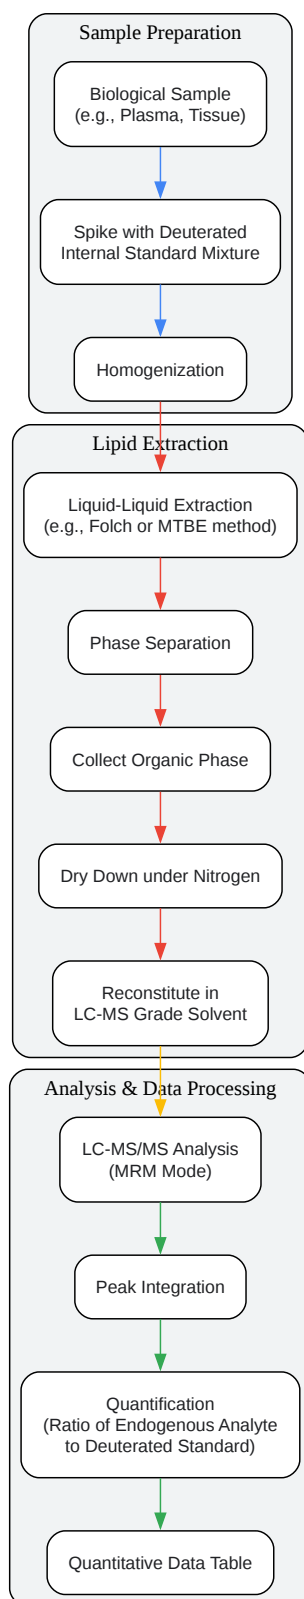 Sample Preparation
Biological Sample
(e.g., Plasma, Tissue)
Spike with Deuterated
Internal Standard Mixture
Homogenization
Lipid Extraction
Liquid-Liquid Extraction
(e.g., Folch or MTBE method)
Phase Separation
Collect Organic Phase
Dry Down under Nitrogen
Reconstitute in
LC-MS Grade Solvent
Analysis & Data Processing
LC-MS/MS Analysis
(MRM Mode)
Peak Integration
Quantification
(Ratio of Endogenous Analyte
to Deuterated Standard)
Quantitative Data Table